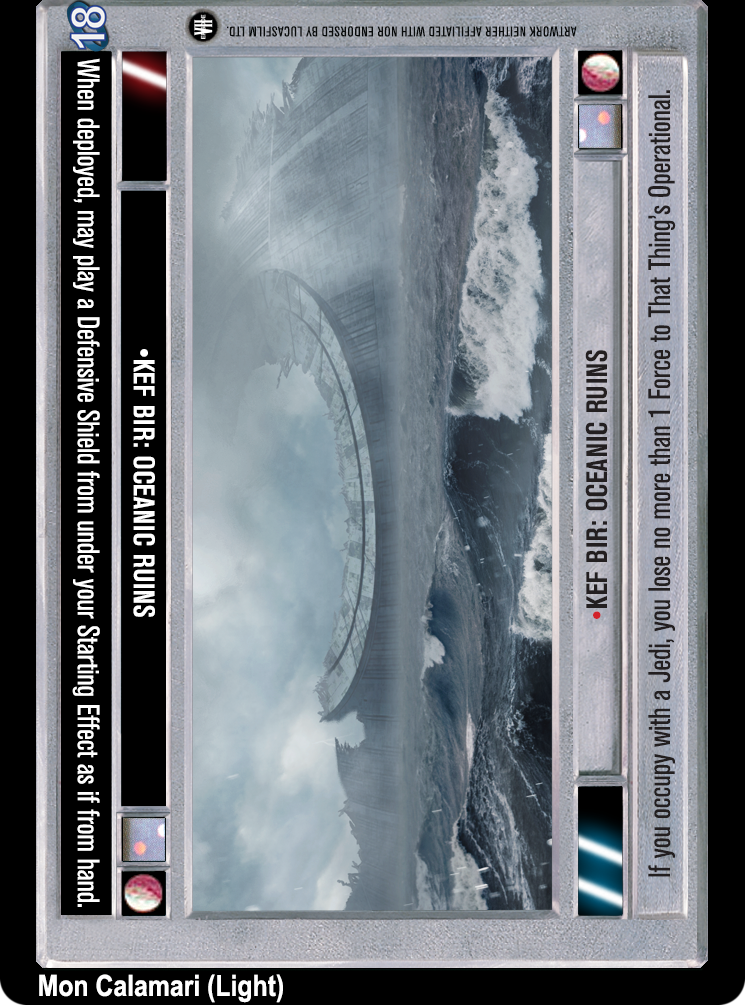 18
When deployed, may play a Defensive Shield from under your Starting Effect as if from hand.
•KEF BIR: OCEANIC RUINS
ARTWORK NEITHER AFFILIATED WITH NOR ENDORSED BY LUCASFILM LTD.
•KEF BIR: OCEANIC RUINS
If you occupy with a Jedi, you lose no more than 1 Force to That Thing's Operational.
Mon Calamari (Light)